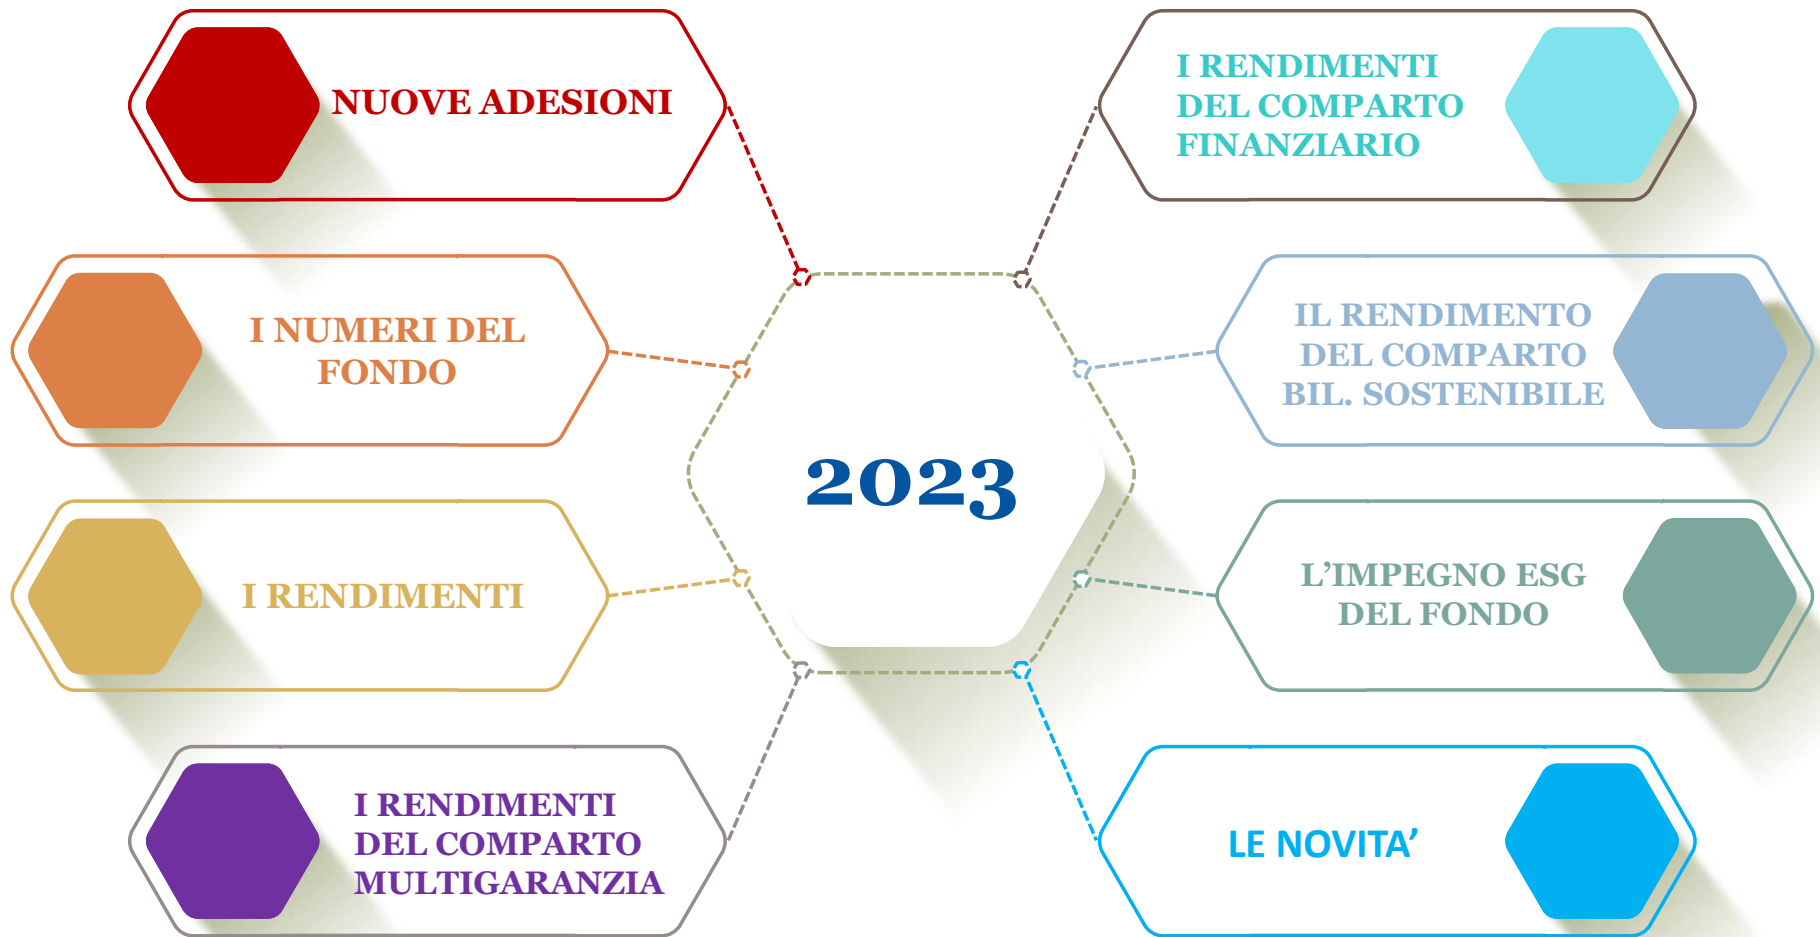 NUOVE ADESIONI
I NUMERI DEL
FONDO
I RENDIMENTI
I RENDIMENTI
DEL COMPARTO
MULTIGARANZIA
2023
I RENDIMENTI
DEL COMPARTO
FINANZIARIO
IL RENDIMENTO
DEL COMPARTO
BIL. SOSTENIBILE
L’IMPEGNO ESG
DEL FONDO
LE NOVITA’